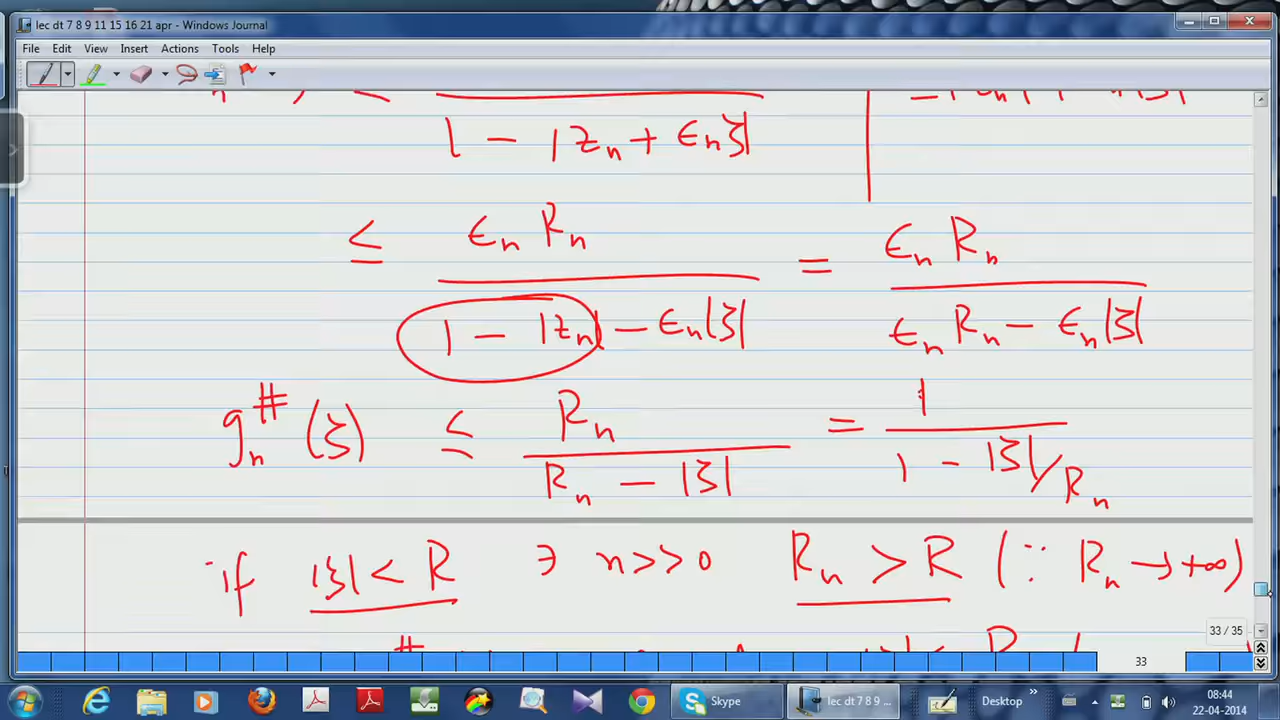 lec dt 7 8 9 11 15 16 21 apr - Windows Journal
File Edit View Insert Actions Tools Help
1 - |z_n + ϵ_n ξ|
≤ ϵ_n R_n / (1 - |z_n| - ϵ_n|ξ|) = ϵ_n R_n / (ϵ_n R_n - ϵ_n|ξ|)
g_n^#(ξ) ≤ R_n / (R_n - |ξ|) = 1 / (1 - |ξ|/R_n)
if |ξ| < R ∃ n>>0 R_n > R (∵ R_n → +∞)
33 / 35
33
Skype
lec dt 7 8 9 ...
Desktop
»
08:44
22-04-2014